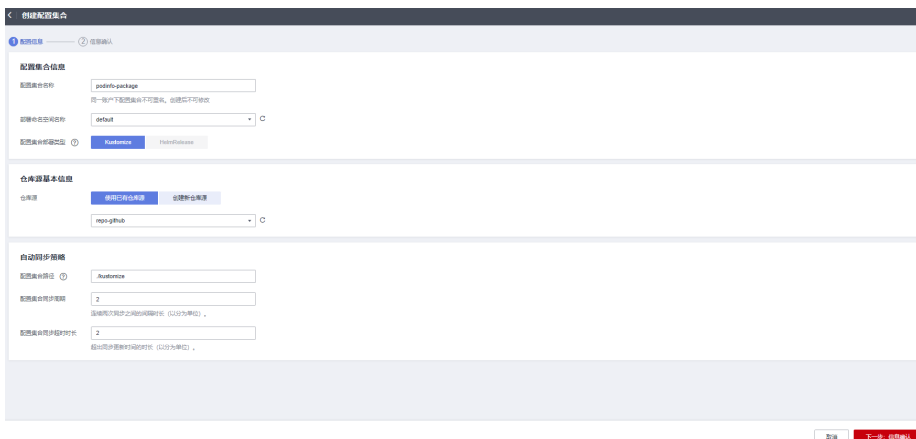 创建配置集合
1 配置信息 2 信息确认
配置集合信息
配置集合名称 podinfo-package
同一账户下配置集合不可重名，创建后不可修改
部署命名空间名称 default
配置集合部署类型 Kustomize HelmRelease
仓库源基本信息
仓库源 使用已有仓库源 创建新仓库源
repo-github
自动同步策略
配置集合路径 ./kustomize
配置集合同步周期 2
连续两次同步之间的间隔时长（以分为单位）。
配置集合同步超时时长 2
超出同步更新时间的时长（以分为单位）。
取消 下一步：信息确认